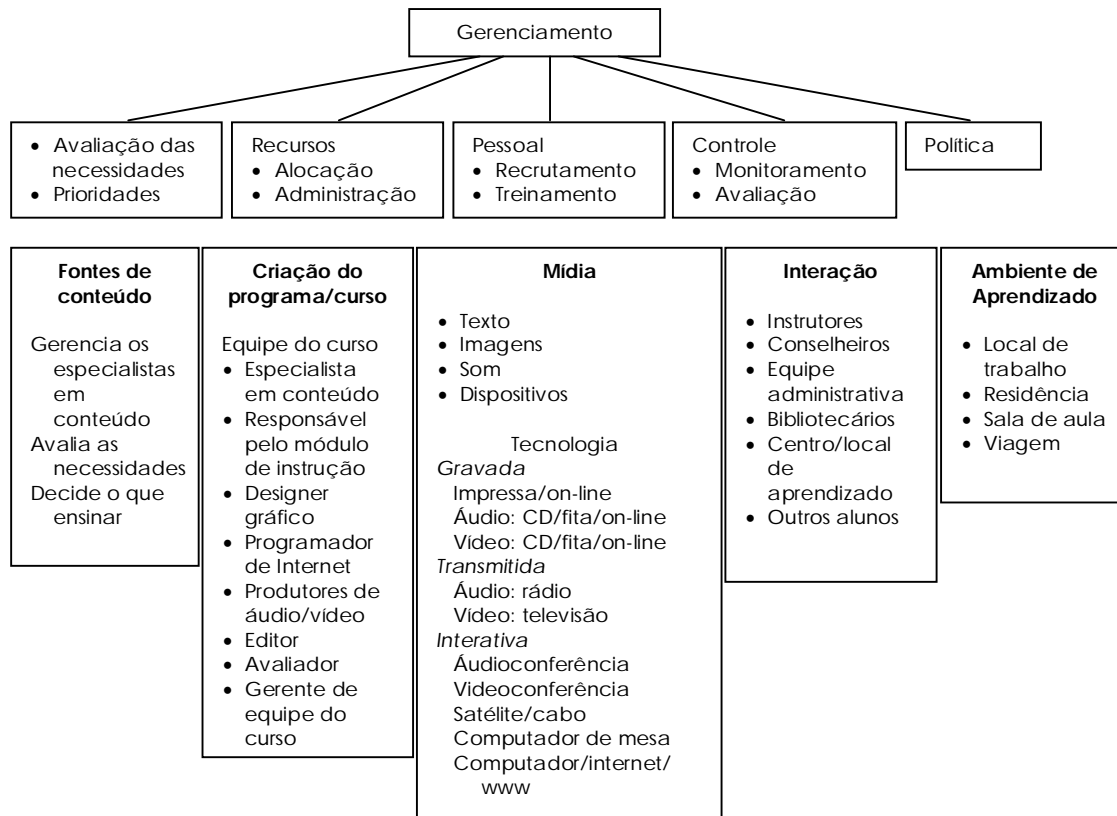 Gerenciamento
• Avaliação das
necessidades
• Prioridades
Recursos
• Alocação
• Administração
Pessoal
• Recrutamento
• Treinamento
Controle
• Monitoramento
• Avaliação
Política
Fontes de
conteúdo
Gerencia os
especialistas
em
conteúdo
Avalia as
necessidades
Decide o que
ensinar
Criação do
programa/curso
Equipe do curso
• Especialista
em conteúdo
• Responsável
pelo módulo
de instrução
• Designer
gráfico
• Programador
de Internet
• Produtores de
áudio/vídeo
• Editor
• Avaliador
• Gerente de
equipe do
curso
Mídia
• Texto
• Imagens
• Som
• Dispositivos
Tecnologia
Gravada
Impressa/on-line
Áudio: CD/fita/on-line
Vídeo: CD/fita/on-line
Transmitida
Áudio: rádio
Vídeo: televisão
Interativa
Áudioconferência
Videoconferência
Satélite/cabo
Computador de mesa
Computador/internet/
www
Interação
• Instrutores
• Conselheiros
• Equipe
administrativa
• Bibliotecários
• Centro/local
de
aprendizado
• Outros alunos
Ambiente de
Aprendizado
• Local de
trabalho
• Residência
• Sala de aula
• Viagem